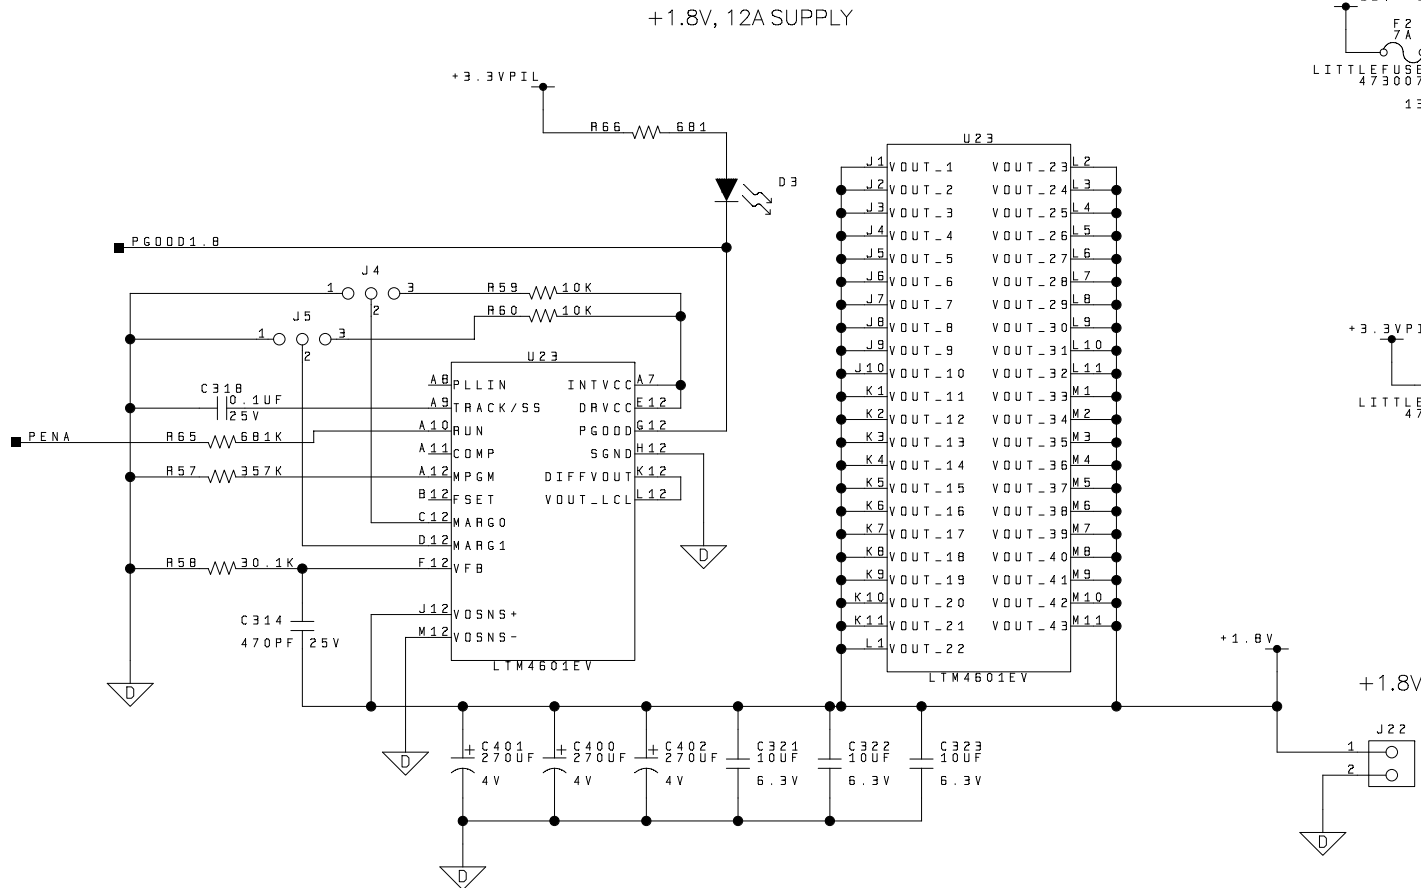 +1.8V, 12A SUPPLY
F2
7A
LITTLEFUSE
473007
13
+3.3VPIL
R66 681
D3
PGOOD1.8
J4
1 3
2
R59 10K
R60 10K
J5
1 3
2
C318
0.1UF
25V
PENA
R65 681K
R57 357K
R58 30.1K
C314
470PF 25V
D
U23
A8 PLLIN INTVCC A7
A9 TRACK/SS DRVCC E12
A10 RUN PGOOD G12
A11 COMP SGND H12
A12 MPGM DIFFVOUT K12
B12 FSET VOUT_LCL L12
C12 MARG0
D12 MARG1
F12 VFB
J12 VOSNS+
M12 VOSNS-
LTM4601EV
D
D
U23
J1 VOUT_1 VOUT_23 L2
J2 VOUT_2 VOUT_24 L3
J3 VOUT_3 VOUT_25 L4
J4 VOUT_4 VOUT_26 L5
J5 VOUT_5 VOUT_27 L6
J6 VOUT_6 VOUT_28 L7
J7 VOUT_7 VOUT_29 L8
J8 VOUT_8 VOUT_30 L9
J9 VOUT_9 VOUT_31 L10
J10 VOUT_10 VOUT_32 L11
K1 VOUT_11 VOUT_33 M1
K2 VOUT_12 VOUT_34 M2
K3 VOUT_13 VOUT_35 M3
K4 VOUT_14 VOUT_36 M4
K5 VOUT_15 VOUT_37 M5
K6 VOUT_16 VOUT_38 M6
K7 VOUT_17 VOUT_39 M7
K8 VOUT_18 VOUT_40 M8
K9 VOUT_19 VOUT_41 M9
K10 VOUT_20 VOUT_42 M10
K11 VOUT_21 VOUT_43 M11
L1 VOUT_22
LTM4601EV
+3.3VPI
LITTLE
47
+1.8V
+1.8V
J22
1
2
D
+ C401
270UF
4V
+ C400
270UF
4V
+ C402
270UF
4V
C321
10UF
6.3V
C322
10UF
6.3V
C323
10UF
6.3V
D